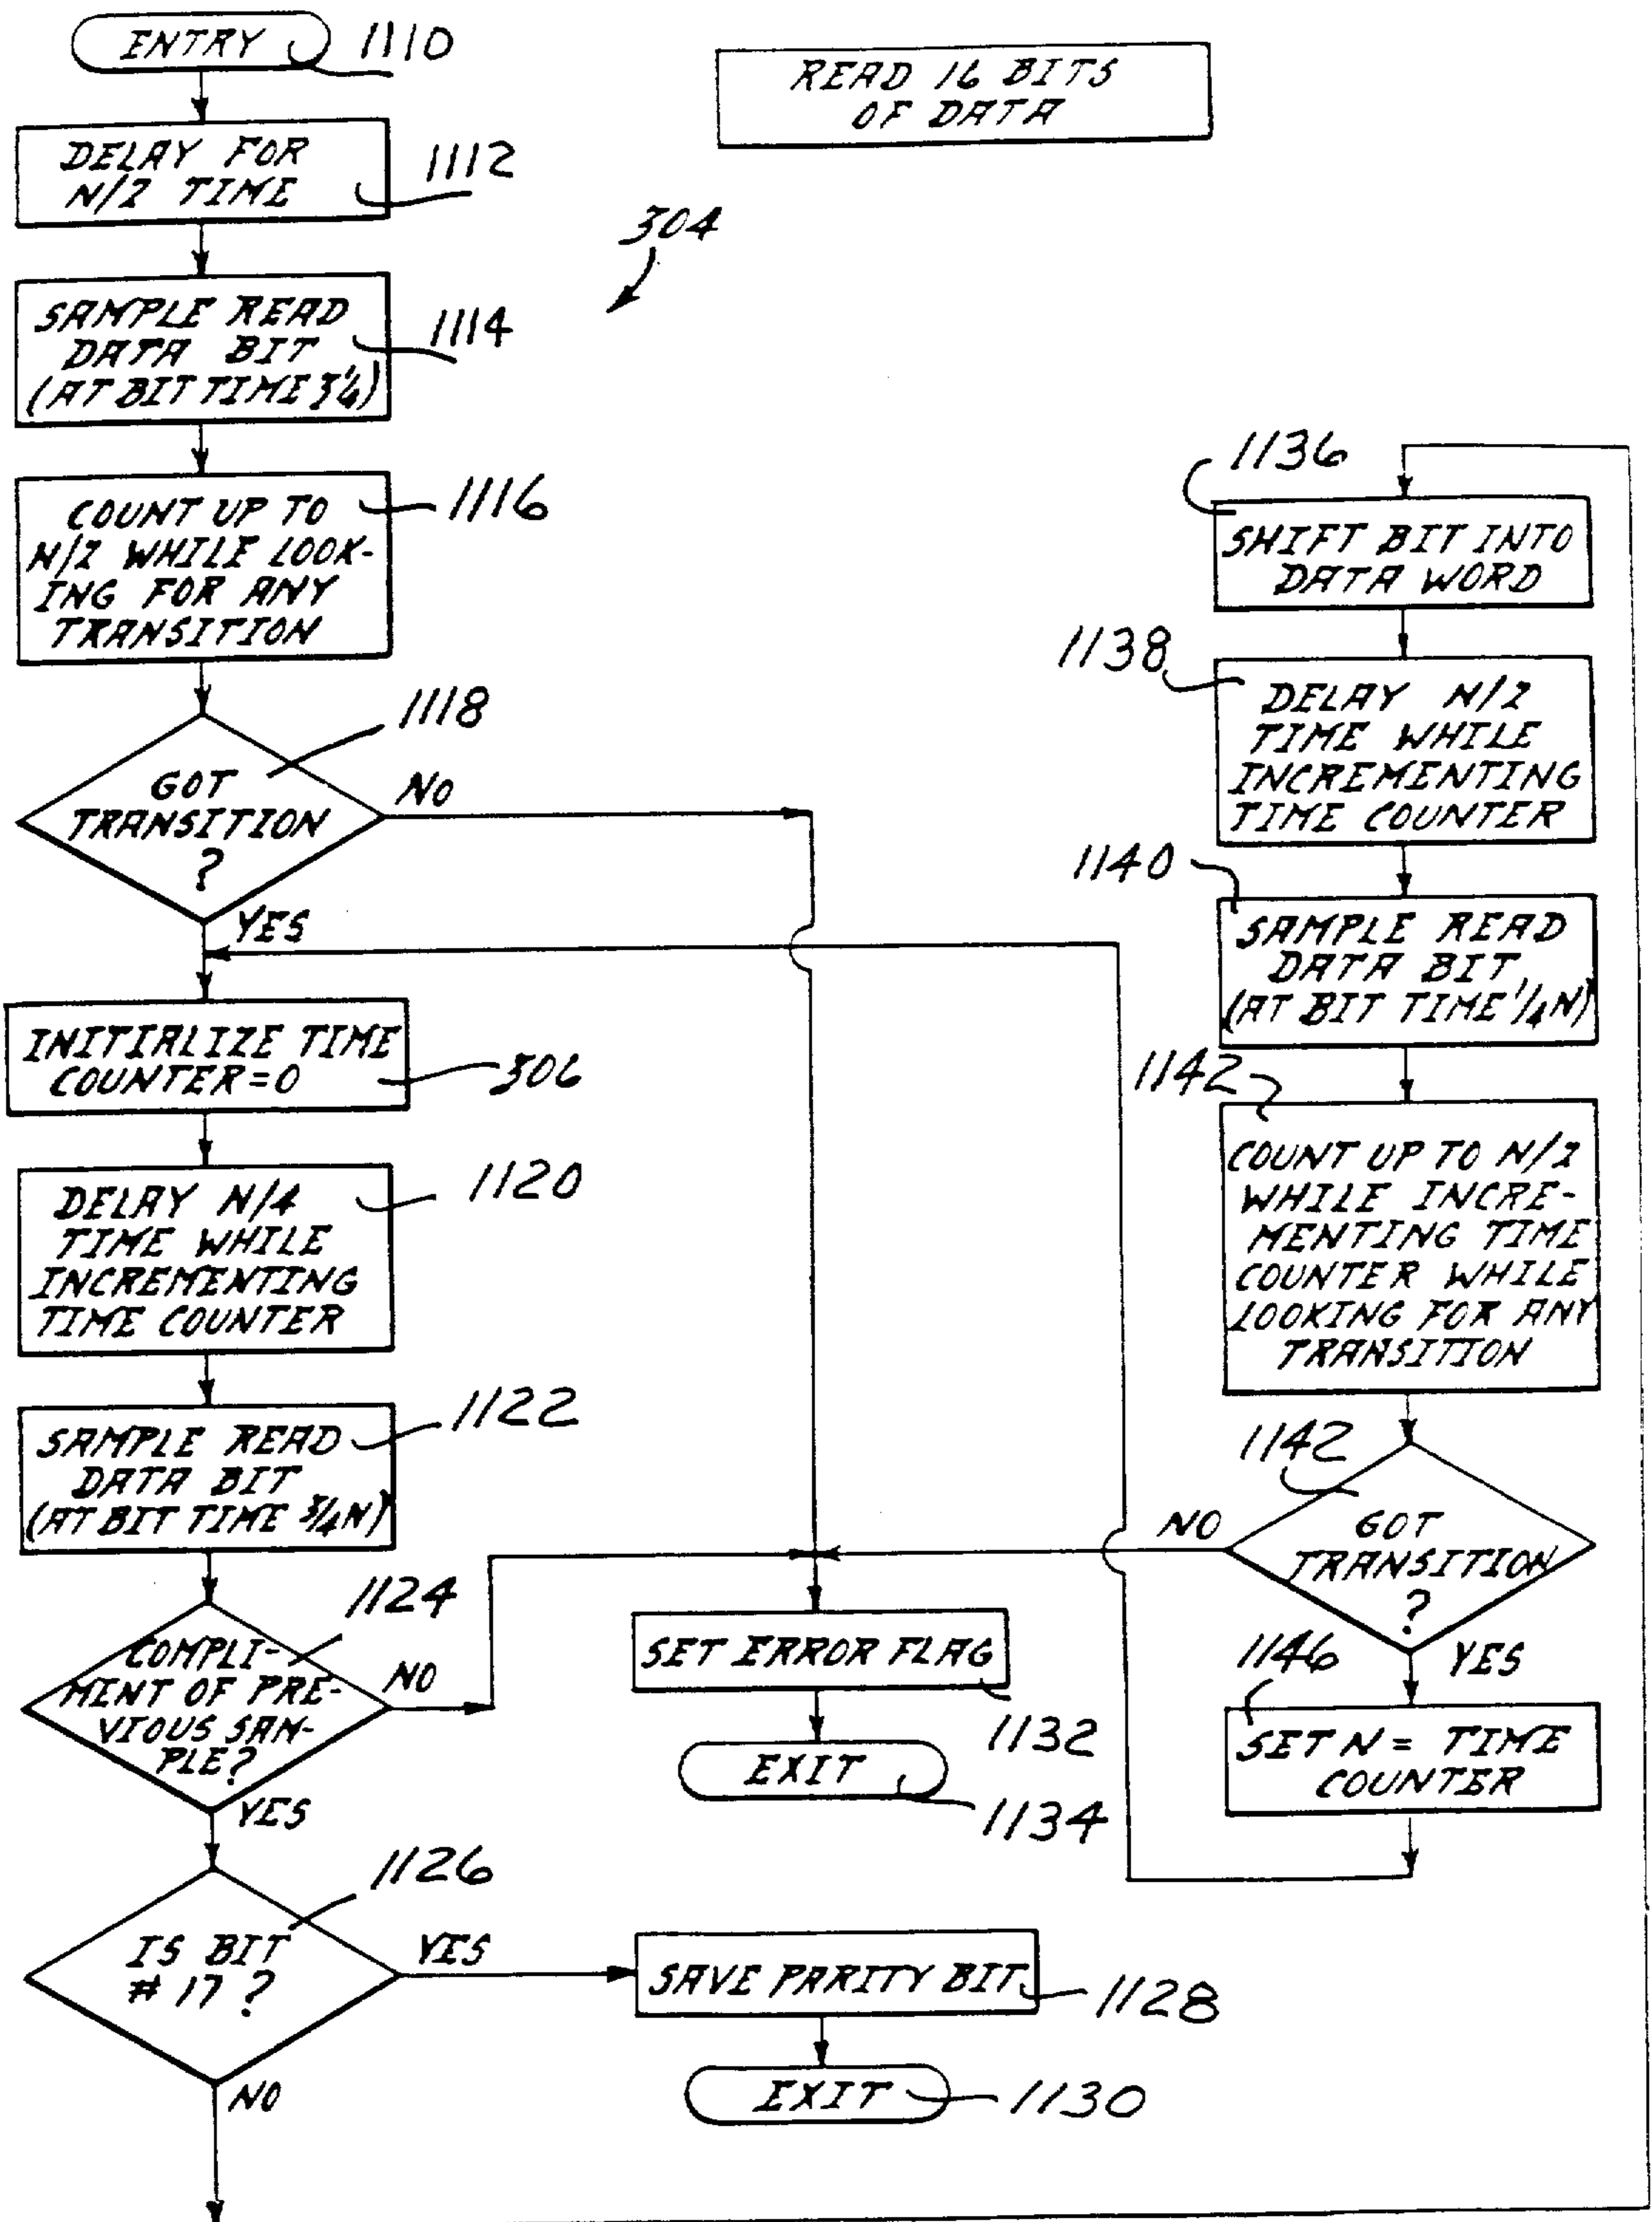 ENTRY
1110
READ 16 BITS
OF DATA
DELAY FOR
N/2 TIME
1112
304
SAMPLE READ
DATA BIT
(AT BIT TIME
1114
COUNT UP TO
N/2 WHILE LOOK-
ING FOR ANY
TRANSITION
1116
GOT
TRANSITION
?
1118
NO
YES
INITIALIZE TIME
COUNTER=0
306
DELAY N/4
TIME WHILE
INCREMENTING
TIME COUNTER
1120
SAMPLE READ
DATA BIT
(AT BIT TIME 3/4N)
1122
COMPLI-
MENT OF PRE-
VIOUS SAM-
PLE?
1124
NO
YES
IS BIT
# 17 ?
1126
YES
NO
SAVE PARITY BIT
1128
EXIT
1130
SET ERROR FLAG
1132
EXIT
1134
1136
SHIFT BIT INTO
DATA WORD
1138
DELAY N/2
TIME WHILE
INCREMENTING
TIME COUNTER
1140
SAMPLE READ
DATA BIT
(AT BIT TIME 1/4N)
1142
COUNT UP TO N/2
WHILE INCRE-
MENTING TIME
COUNTER WHILE
LOOKING FOR ANY
TRANSITION
1142
GOT
TRANSITION
?
NO
YES
1146
SET N = TIME
COUNTER